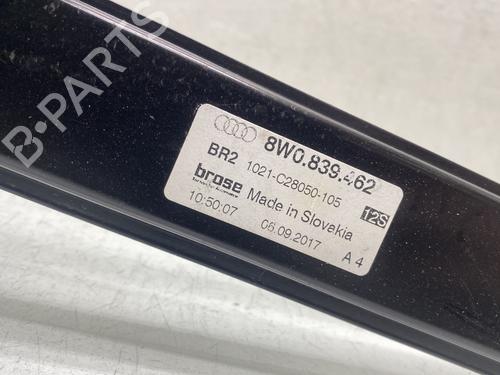 B-PARTS
8W0.839.462
BR2 1021-C28050-105
brose Made in Slovakia 12S
10:50:07 06.09.2017 A 4